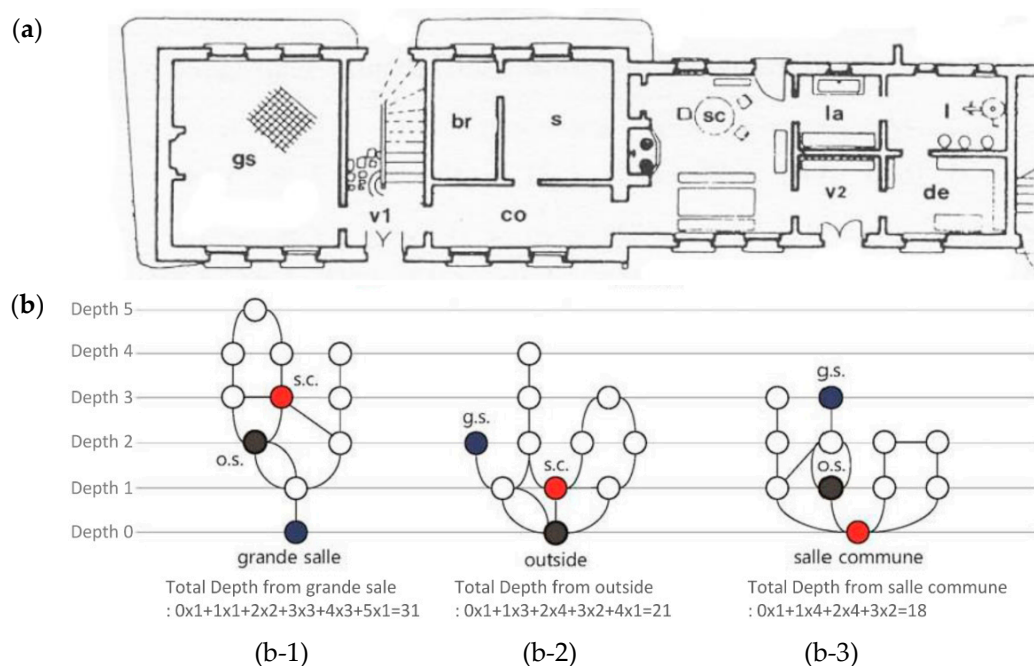 (a)
gs
v1
br
s
co
sc
la
v2
l
de
(b)
Depth 5
Depth 4
Depth 3
Depth 2
Depth 1
Depth 0
s.c.
o.s.
grande salle
Total Depth from grande sale
: 0x1+1x1+2x2+3x3+4x3+5x1=31
(b-1)
g.s.
s.c.
outside
Total Depth from outside
: 0x1+1x3+2x4+3x2+4x1=21
(b-2)
g.s.
o.s.
salle commune
Total Depth from salle commune
: 0x1+1x4+2x4+3x2=18
(b-3)